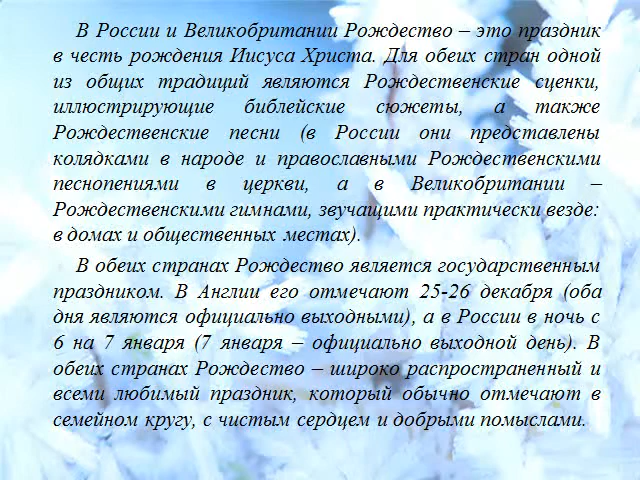 В России и Великобритании Рождество – это праздник
в честь рождения Иисуса Христа. Для обеих стран одной
из общих традиций являются Рождественские сценки,
иллюстрирующие библейские сюжеты, а также
Рождественские песни (в России они представлены
колядками в народе и православными Рождественскими
песнопениями в церкви, а в Великобритании –
Рождественскими гимнами, звучащими практически везде:
в домах и общественных местах).
В обеих странах Рождество является государственным
праздником. В Англии его отмечают 25-26 декабря (оба
дня являются официально выходными), а в России в ночь с
6 на 7 января (7 января – официально выходной день). В
обеих странах Рождество – широко распространенный и
всеми любимый праздник, который обычно отмечают в
семейном кругу, с чистым сердцем и добрыми помыслами.